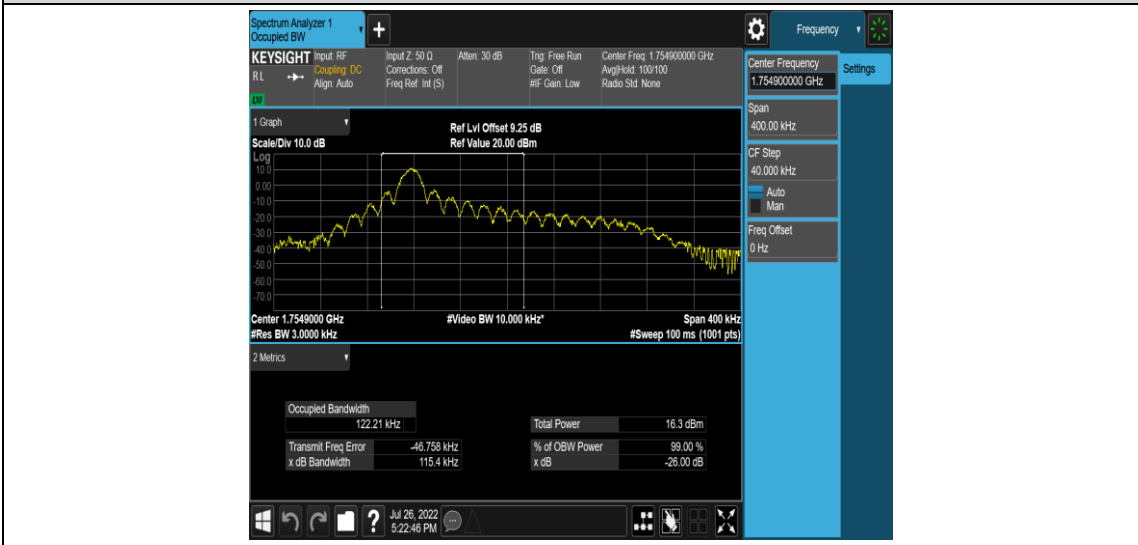 Spectrum Analyzer 1
Occupied BW
Frequency
KEYSIGHT
R L
LXI
Input: RF
Coupling: DC
Align: Auto
Input Z: 50 Ω
Corrections: Off
Freq Ref: Int (S)
Atten: 30 dB
Trig: Free Run
Gate: Off
#IF Gain: Low
Center Freq: 1.754900000 GHz
Avg|Hold: 100/100
Radio Std: None
Center Frequency
1.754900000 GHz
Settings
Span
400.00 kHz
CF Step
40.000 kHz
Auto
Man
Freq Offset
0 Hz
1 Graph
Scale/Div 10.0 dB
Ref Lvl Offset 9.25 dB
Ref Value 20.00 dBm
Log
10.0
0.00
-10.0
-20.0
-30.0
-40.0
-50.0
-60.0
-70.0
Center 1.7549000 GHz
#Video BW 10.000 kHz*
Span 400 kHz
#Res BW 3.0000 kHz
#Sweep 100 ms (1001 pts)
2 Metrics
Occupied Bandwidth
122.21 kHz
Total Power 16.3 dBm
Transmit Freq Error -46.758 kHz
% of OBW Power 99.00 %
x dB Bandwidth 115.4 kHz
x dB -26.00 dB
?
Jul 26, 2022
5:22:46 PM